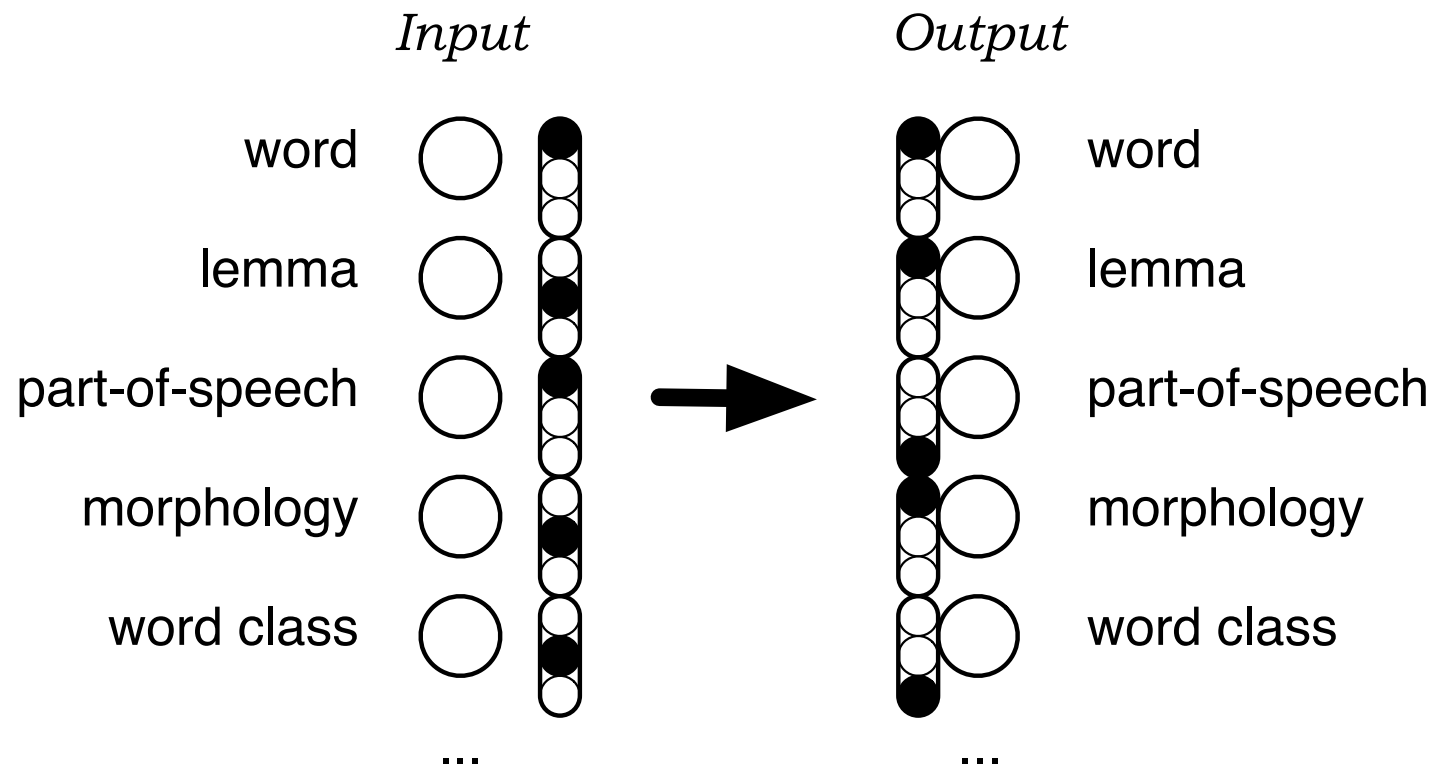 Input Output
word word
lemma lemma
part-of-speech part-of-speech
morphology morphology
word class word class
... ...